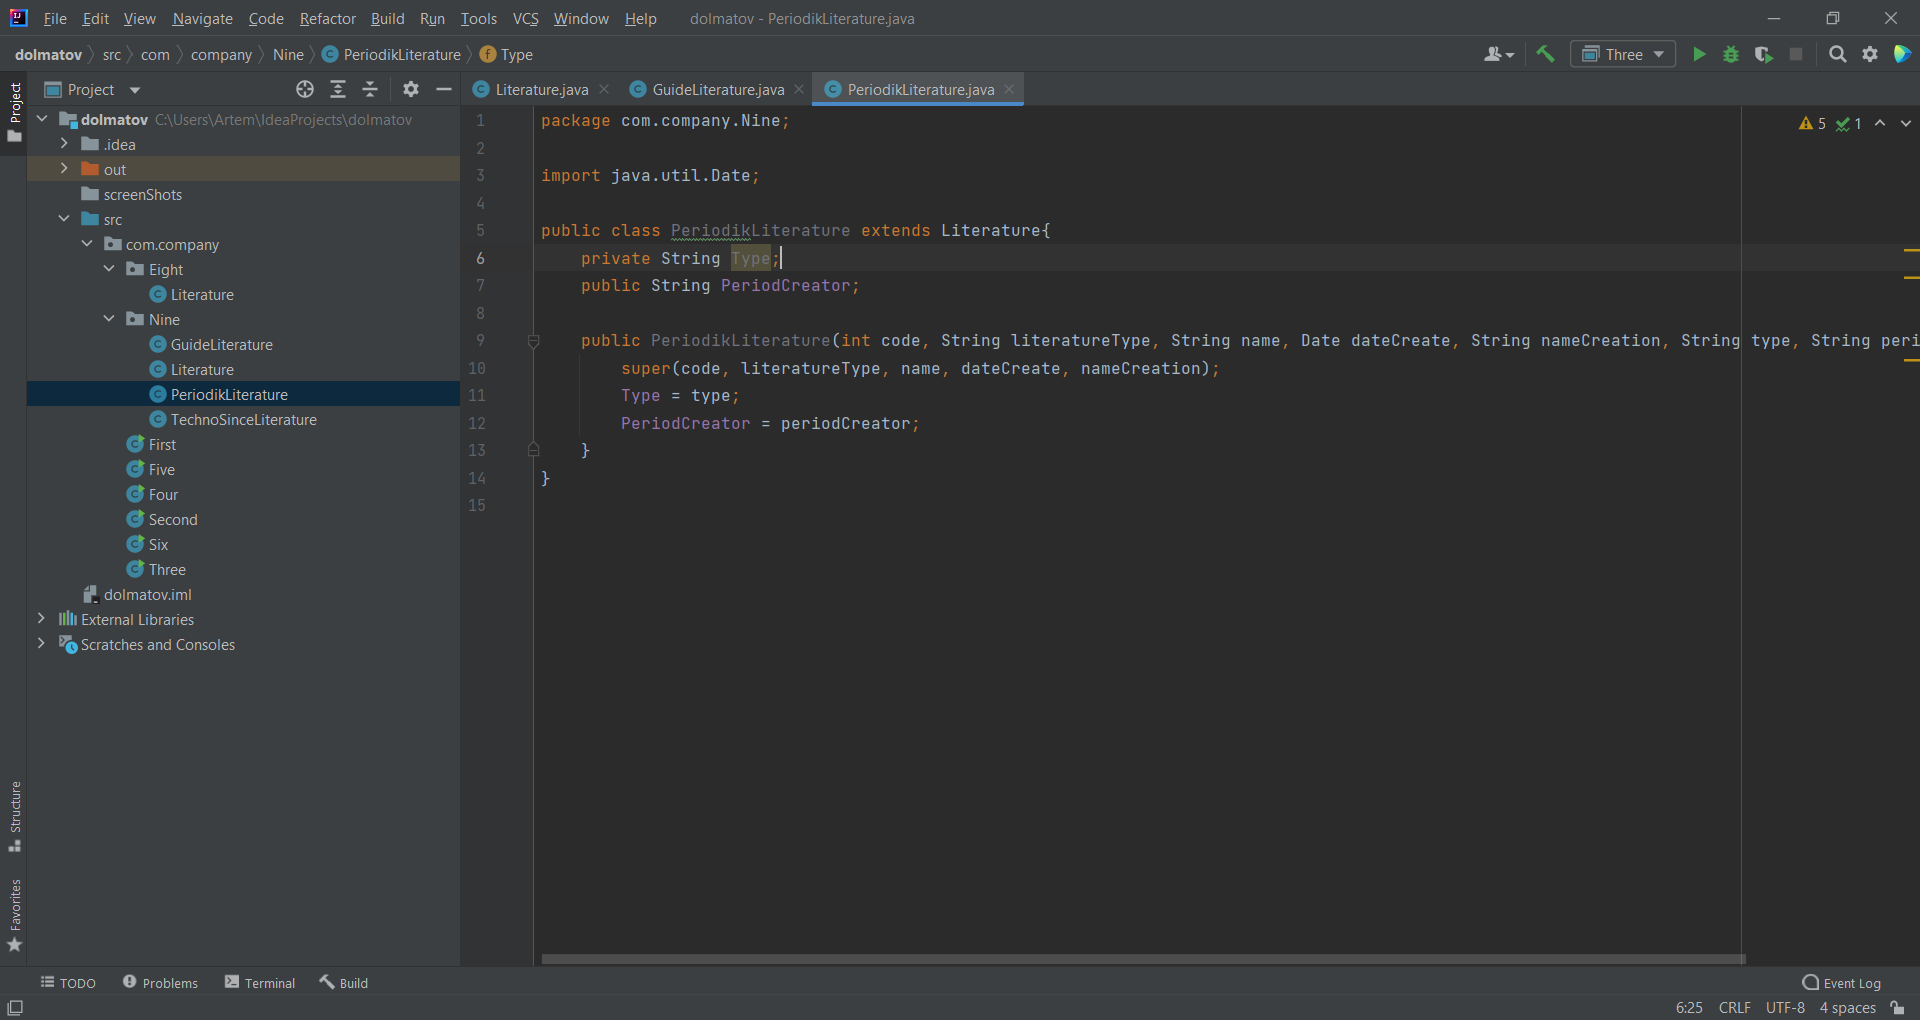 File Edit View Navigate Code Refactor Build Run Tools VCS Window Help dolmatov - PeriodikLiterature.java
dolmatov src com company Nine PeriodikLiterature Type Three
Project
Project
Literature.java GuideLiterature.java PeriodikLiterature.java
dolmatov C:\Users\Artem\IdeaProjects\dolmatov
.idea
out
screenShots
src
com.company
Eight
Literature
Nine
GuideLiterature
Literature
PeriodikLiterature
TechnoSinceLiterature
First
Five
Four
Second
Six
Three
dolmatov.iml
External Libraries
Scratches and Consoles
5 1
1 package com.company.Nine;
2
3 import java.util.Date;
4
5 public class PeriodikLiterature extends Literature{
6 private String Type;
7 public String PeriodCreator;
8
9 public PeriodikLiterature(int code, String literatureType, String name, Date dateCreate, String nameCreation, String type, String peri
10 super(code, literatureType, name, dateCreate, nameCreation);
11 Type = type;
12 PeriodCreator = periodCreator;
13 }
14 }
15
Structure
Favorites
TODO Problems Terminal Build Event Log
6:25 CRLF UTF-8 4 spaces